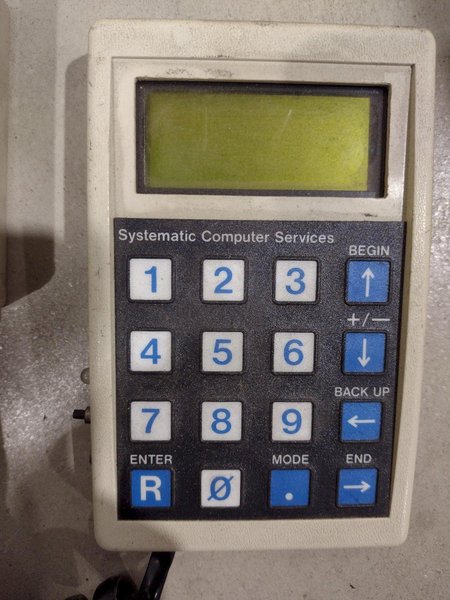 Systematic Computer Services
BEGIN
1 2 3 ↑
+/—
4 5 6 ↓
BACK UP
7 8 9 ←
ENTER MODE END
R Ø . →